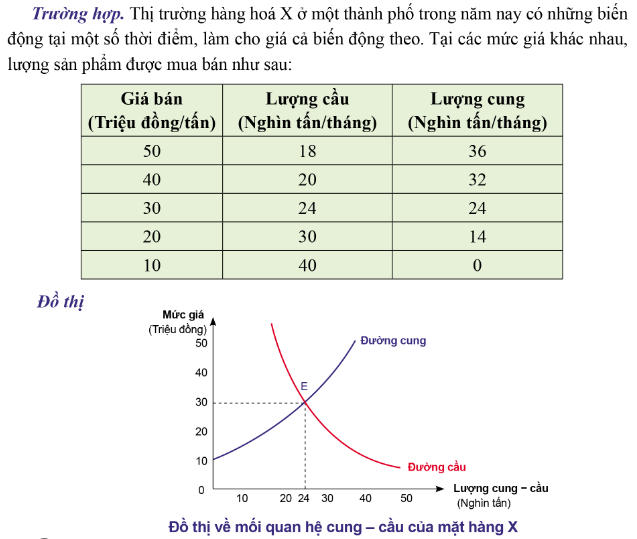 Trường hợp. Thị trường hàng hoá X ở một thành phố trong năm nay có những biến
động tại một số thời điểm, làm cho giá cả biến động theo. Tại các mức giá khác nhau,
lượng sản phẩm được mua bán như sau:
Giá bán Lượng cầu Lượng cung
(Triệu đồng/tấn) (Nghìn tấn/tháng) (Nghìn tấn/tháng)
50 18 36
40 20 32
30 24 24
20 30 14
10 40 0
Đồ thị
Mức giá
(Triệu đồng)
50
Đường cung
40
E
30
20
10
Đường cầu
0
10 20 24 30 40 50
Lượng cung – cầu
(Nghìn tấn)
Đồ thị về mối quan hệ cung – cầu của mặt hàng X